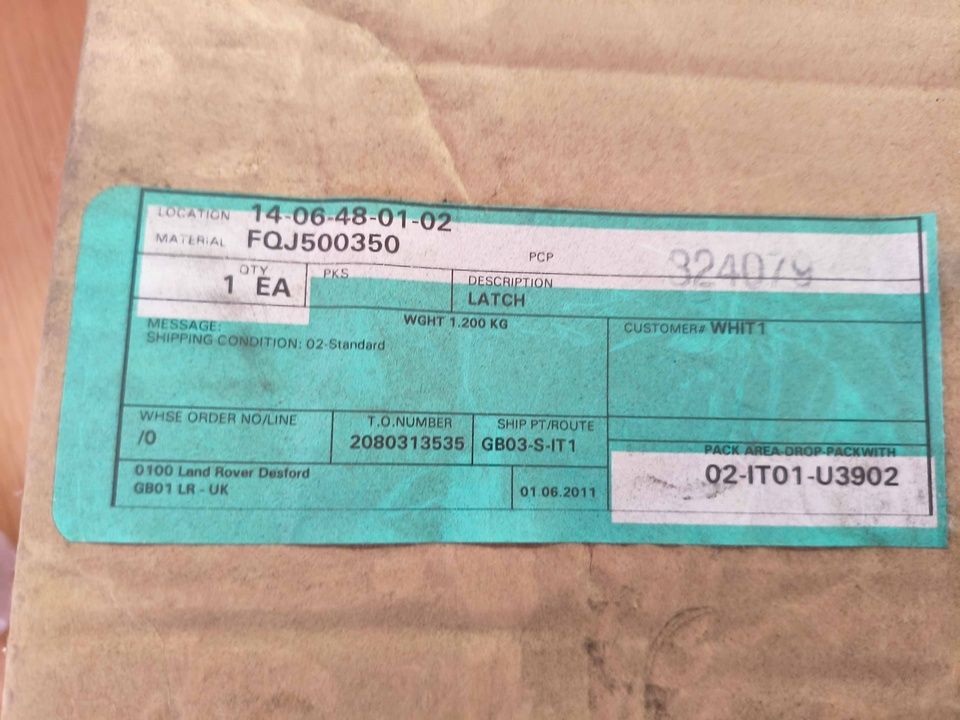 LOCATION 14-06-48-01-02
MATERIAL FQJ500350
PCP
324079
QTY
1 EA
PKS
DESCRIPTION
LATCH
WGHT 1.200 KG
MESSAGE:
SHIPPING CONDITION: 02-Standard
CUSTOMER# WHIT1
WHSE ORDER NO/LINE
/0
T.O.NUMBER
2080313535
SHIP PT/ROUTE
GB03-S-IT1
PACK AREA-DROP-PACKWITH
02-IT01-U3902
0100 Land Rover Desford
GB01 LR - UK
01.06.2011